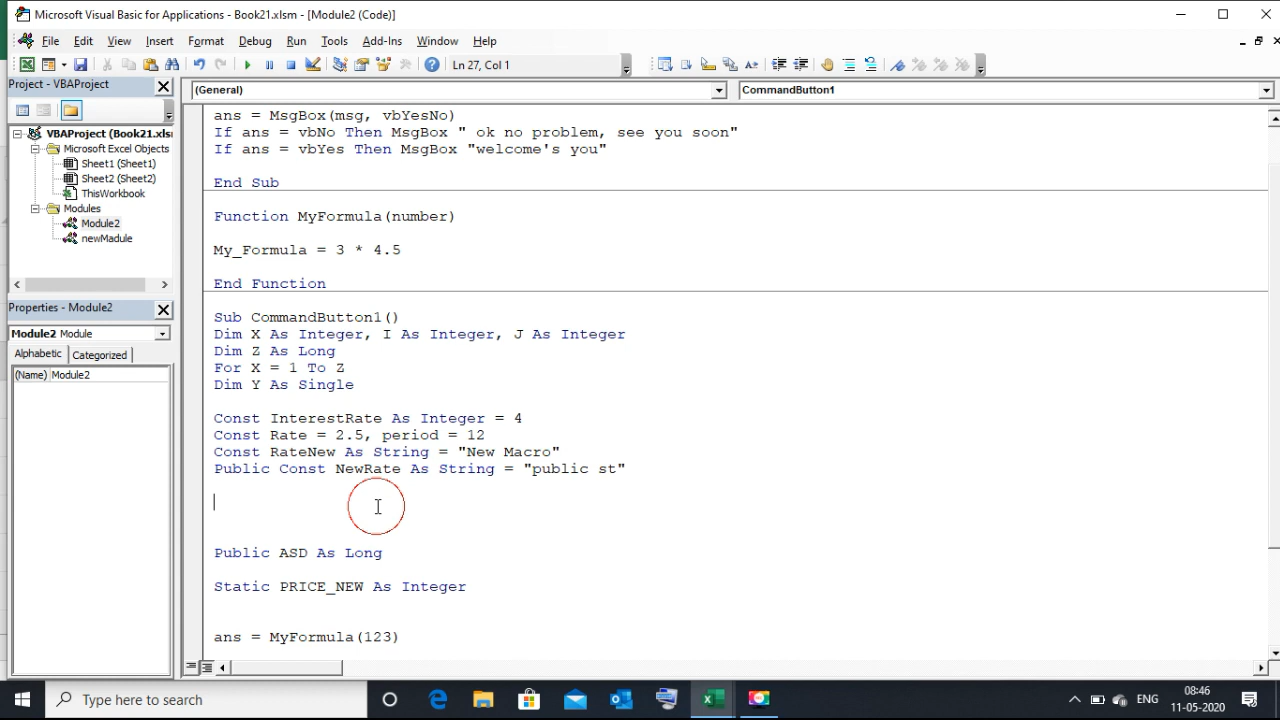 Microsoft Visual Basic for Applications - Book21.xlsm - [Module2 (Code)]
File Edit View Insert Format Debug Run Tools Add-Ins Window Help
Ln 27, Col 1
Project - VBAProject
(General) CommandButton1
VBAProject (Book21.xlsm
Microsoft Excel Objects
Sheet1 (Sheet1)
Sheet2 (Sheet2)
ThisWorkbook
Modules
Module2
newMadule
Properties - Module2
Module2 Module
Alphabetic Categorized
(Name) Module2
ans = MsgBox(msg, vbYesNo)
If ans = vbNo Then MsgBox " ok no problem, see you soon"
If ans = vbYes Then MsgBox "welcome's you"
End Sub
Function MyFormula(number)
My_Formula = 3 * 4.5
End Function
Sub CommandButton1()
Dim X As Integer, I As Integer, J As Integer
Dim Z As Long
For X = 1 To Z
Dim Y As Single
Const InterestRate As Integer = 4
Const Rate = 2.5, period = 12
Const RateNew As String = "New Macro"
Public Const NewRate As String = "public st"
Public ASD As Long
Static PRICE_NEW As Integer
ans = MyFormula(123)
Type here to search
ENG
08:46
11-05-2020